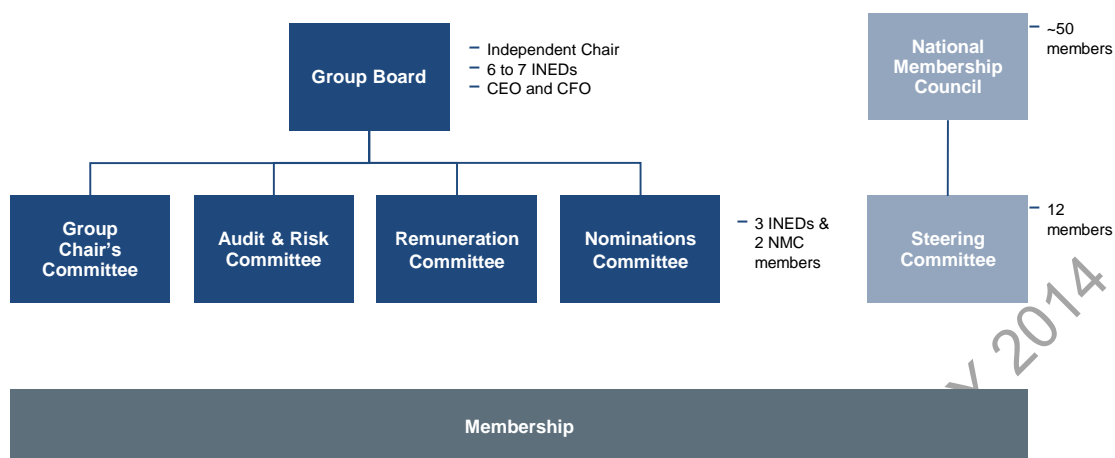 Group Board
– Independent Chair
– 6 to 7 INEDs
– CEO and CFO
National
Membership
Council
– ~50
members
Group
Chair's
Committee
Audit & Risk
Committee
Remuneration
Committee
Nominations
Committee
– 3 INEDs &
2 NMC
members
Steering
Committee
– 12
members
2014
Membership